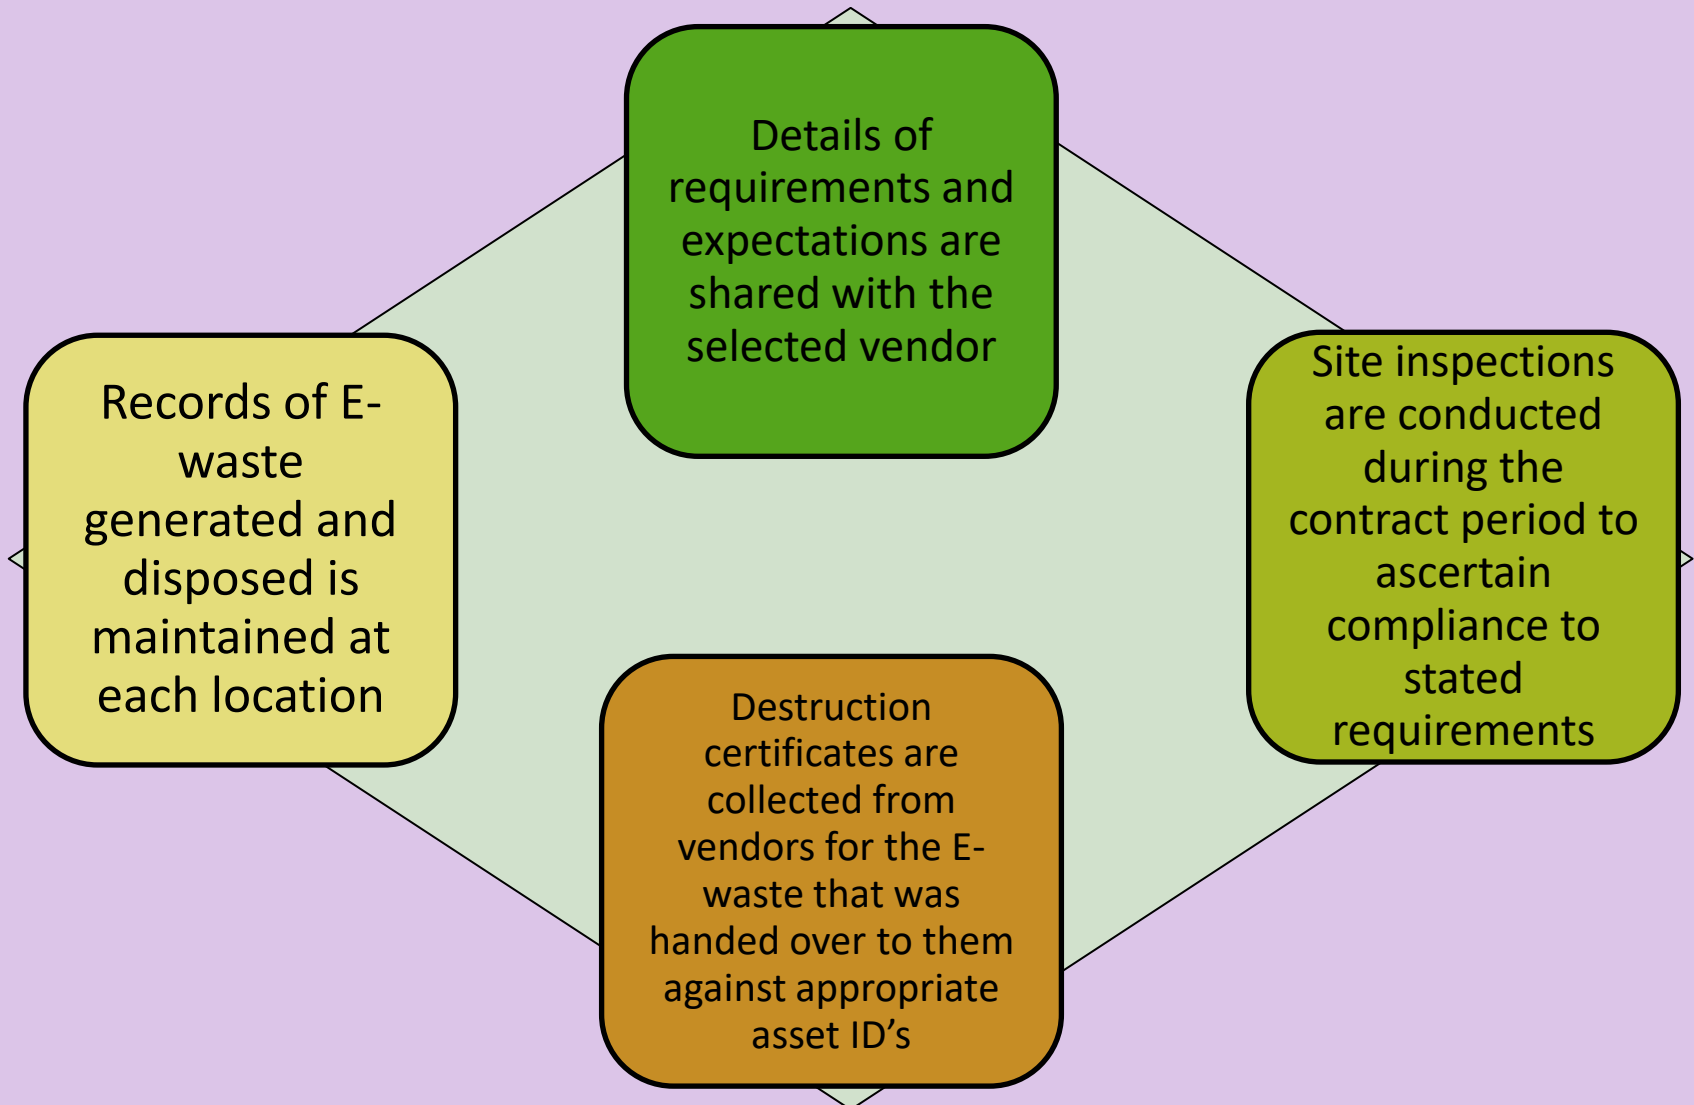 Details of
requirements and
expectations are
shared with the
selected vendor
Records of E-
waste
generated and
disposed is
maintained at
each location
Site inspections
are conducted
during the
contract period to
ascertain
compliance to
stated
requirements
Destruction
certificates are
collected from
vendors for the E-
waste that was
handed over to them
against appropriate
asset ID’s